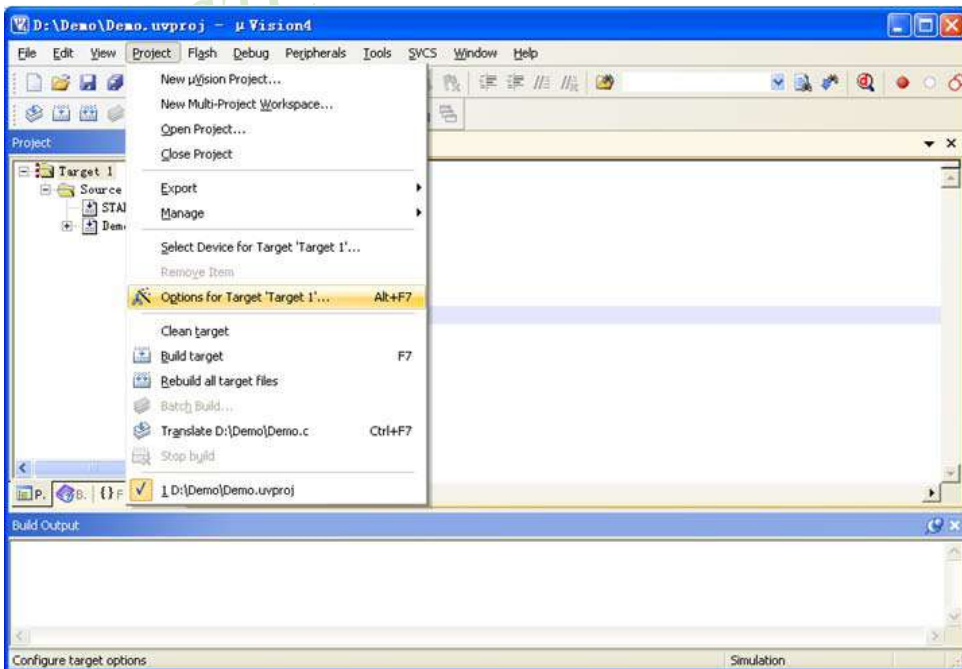 D:\Demo\Demo.uvproj - μVision4
File Edit View Project Flash Debug Peripherals Tools SVCS Window Help
New μVision Project...
New Multi-Project Workspace...
Open Project...
Close Project
Project
Target 1
Source
Export
STA
Manage
Demo
Select Device for Target 'Target 1'...
Remove Item
Options for Target 'Target 1'... Alt+F7
Clean target
Build target F7
Rebuild all target files
Batch Build...
Translate D:\Demo\Demo.c Ctrl+F7
Stop build
1 D:\Demo\Demo.uvproj
P. B. {} F
Build Output
Configure target options Simulation